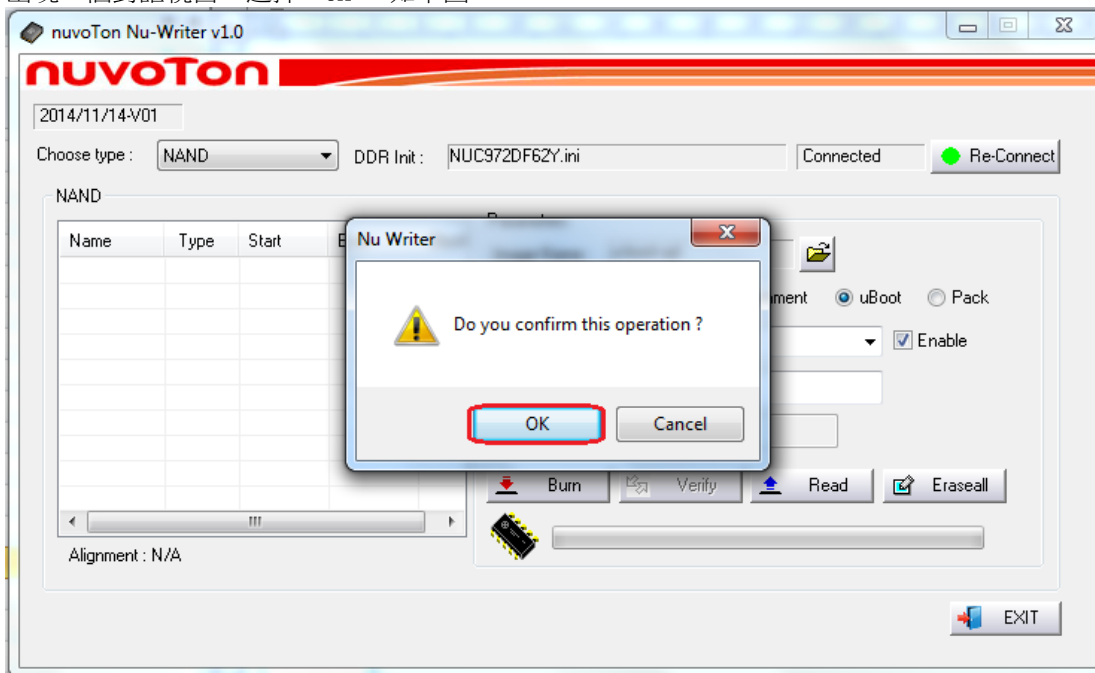 nuvoTon Nu-Writer v1.0
nuvoTon
2014/11/14-V01
Choose type : NAND DDR Init : NUC972DF62Y.ini Connected Re-Connect
NAND
Name Type Start
Nu Writer
Do you confirm this operation ?
OK Cancel
uBoot Pack
Enable
Burn Verify Read Eraseall
Alignment : N/A
EXIT